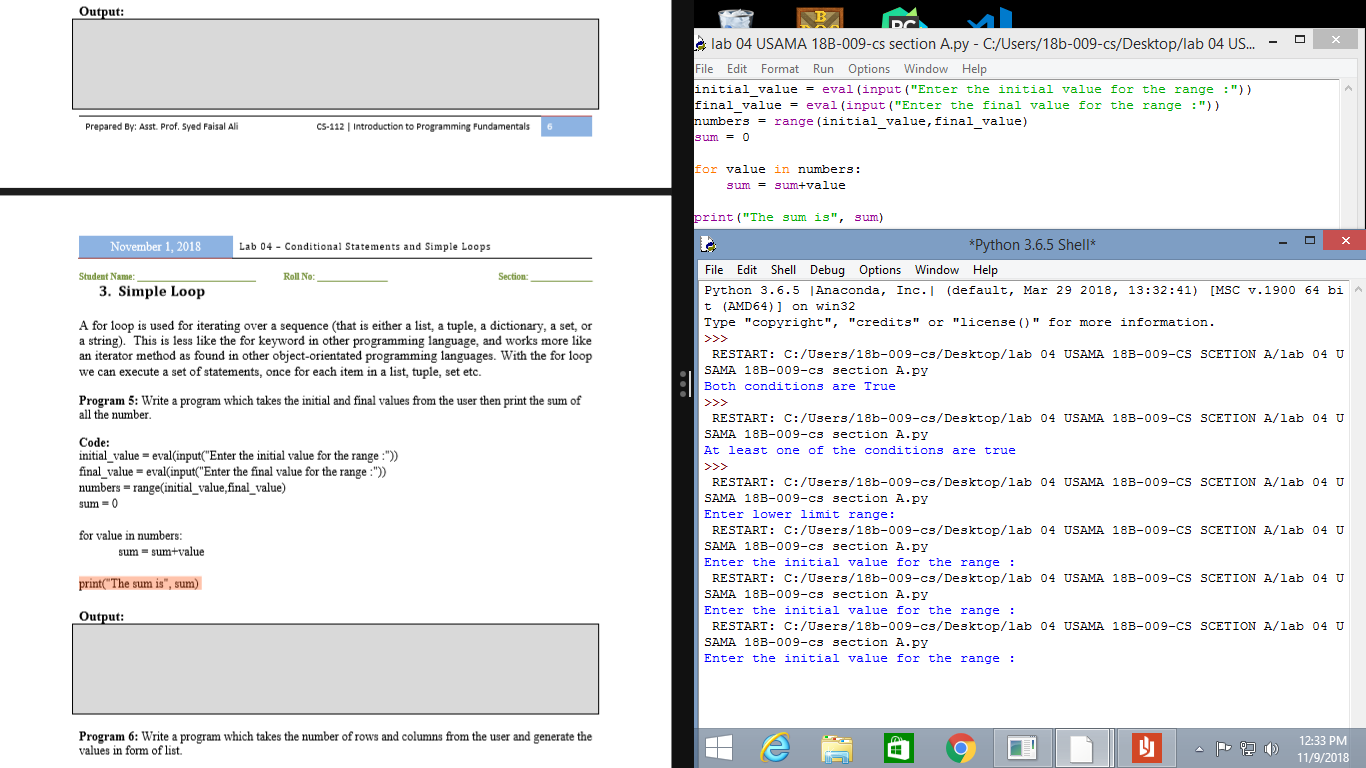 Output:
Prepared By: Asst. Prof. Syed Faisal Ali
CS-112 | Introduction to Programming Fundamentals
6
November 1, 2018
Lab 04 – Conditional Statements and Simple Loops
Student Name: ____________ Roll No: ____________ Section: ____________
3. Simple Loop
A for loop is used for iterating over a sequence (that is either a list, a tuple, a dictionary, a set, or
a string). This is less like the for keyword in other programming language, and works more like
an iterator method as found in other object-orientated programming languages. With the for loop
we can execute a set of statements, once for each item in a list, tuple, set etc.
Program 5: Write a program which takes the initial and final values from the user then print the sum of
all the number.
Code:
initial_value = eval(input("Enter the initial value for the range :"))
final_value = eval(input("Enter the final value for the range :"))
numbers = range(initial_value,final_value)
sum = 0
for value in numbers:
sum = sum+value
print("The sum is", sum)
Output:
Program 6: Write a program which takes the number of rows and columns from the user and generate the
values in form of list.
B
PC
lab 04 USAMA 18B-009-cs section A.py - C:/Users/18b-009-cs/Desktop/lab 04 US...
File Edit Format Run Options Window Help
initial_value = eval(input("Enter the initial value for the range :"))
final_value = eval(input("Enter the final value for the range :"))
numbers = range(initial_value,final_value)
sum = 0
for value in numbers:
sum = sum+value
print("The sum is", sum)
*Python 3.6.5 Shell*
File Edit Shell Debug Options Window Help
Python 3.6.5 |Anaconda, Inc.| (default, Mar 29 2018, 13:32:41) [MSC v.1900 64 bi
t (AMD64)] on win32
Type "copyright", "credits" or "license()" for more information.
>>>
RESTART: C:/Users/18b-009-cs/Desktop/lab 04 USAMA 18B-009-CS SCETION A/lab 04 U
SAMA 18B-009-cs section A.py
Both conditions are True
>>>
RESTART: C:/Users/18b-009-cs/Desktop/lab 04 USAMA 18B-009-CS SCETION A/lab 04 U
SAMA 18B-009-cs section A.py
At least one of the conditions are true
>>>
RESTART: C:/Users/18b-009-cs/Desktop/lab 04 USAMA 18B-009-CS SCETION A/lab 04 U
SAMA 18B-009-cs section A.py
Enter lower limit range:
RESTART: C:/Users/18b-009-cs/Desktop/lab 04 USAMA 18B-009-CS SCETION A/lab 04 U
SAMA 18B-009-cs section A.py
Enter the initial value for the range :
RESTART: C:/Users/18b-009-cs/Desktop/lab 04 USAMA 18B-009-CS SCETION A/lab 04 U
SAMA 18B-009-cs section A.py
Enter the initial value for the range :
RESTART: C:/Users/18b-009-cs/Desktop/lab 04 USAMA 18B-009-CS SCETION A/lab 04 U
SAMA 18B-009-cs section A.py
Enter the initial value for the range :
12:33 PM
11/9/2018